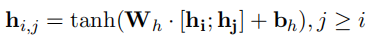 h_{i,j} = tanh(W_h · [h_i; h_j] + b_h), j ≥ i